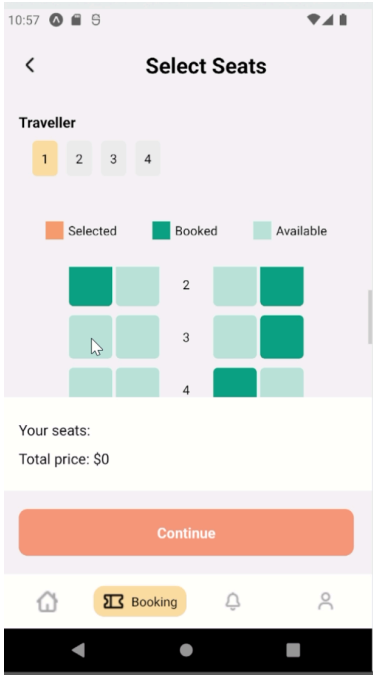 10:57
Select Seats
Traveller
1 2 3 4
Selected Booked Available
2
3
4
Your seats:
Total price: $0
Continue
Booking